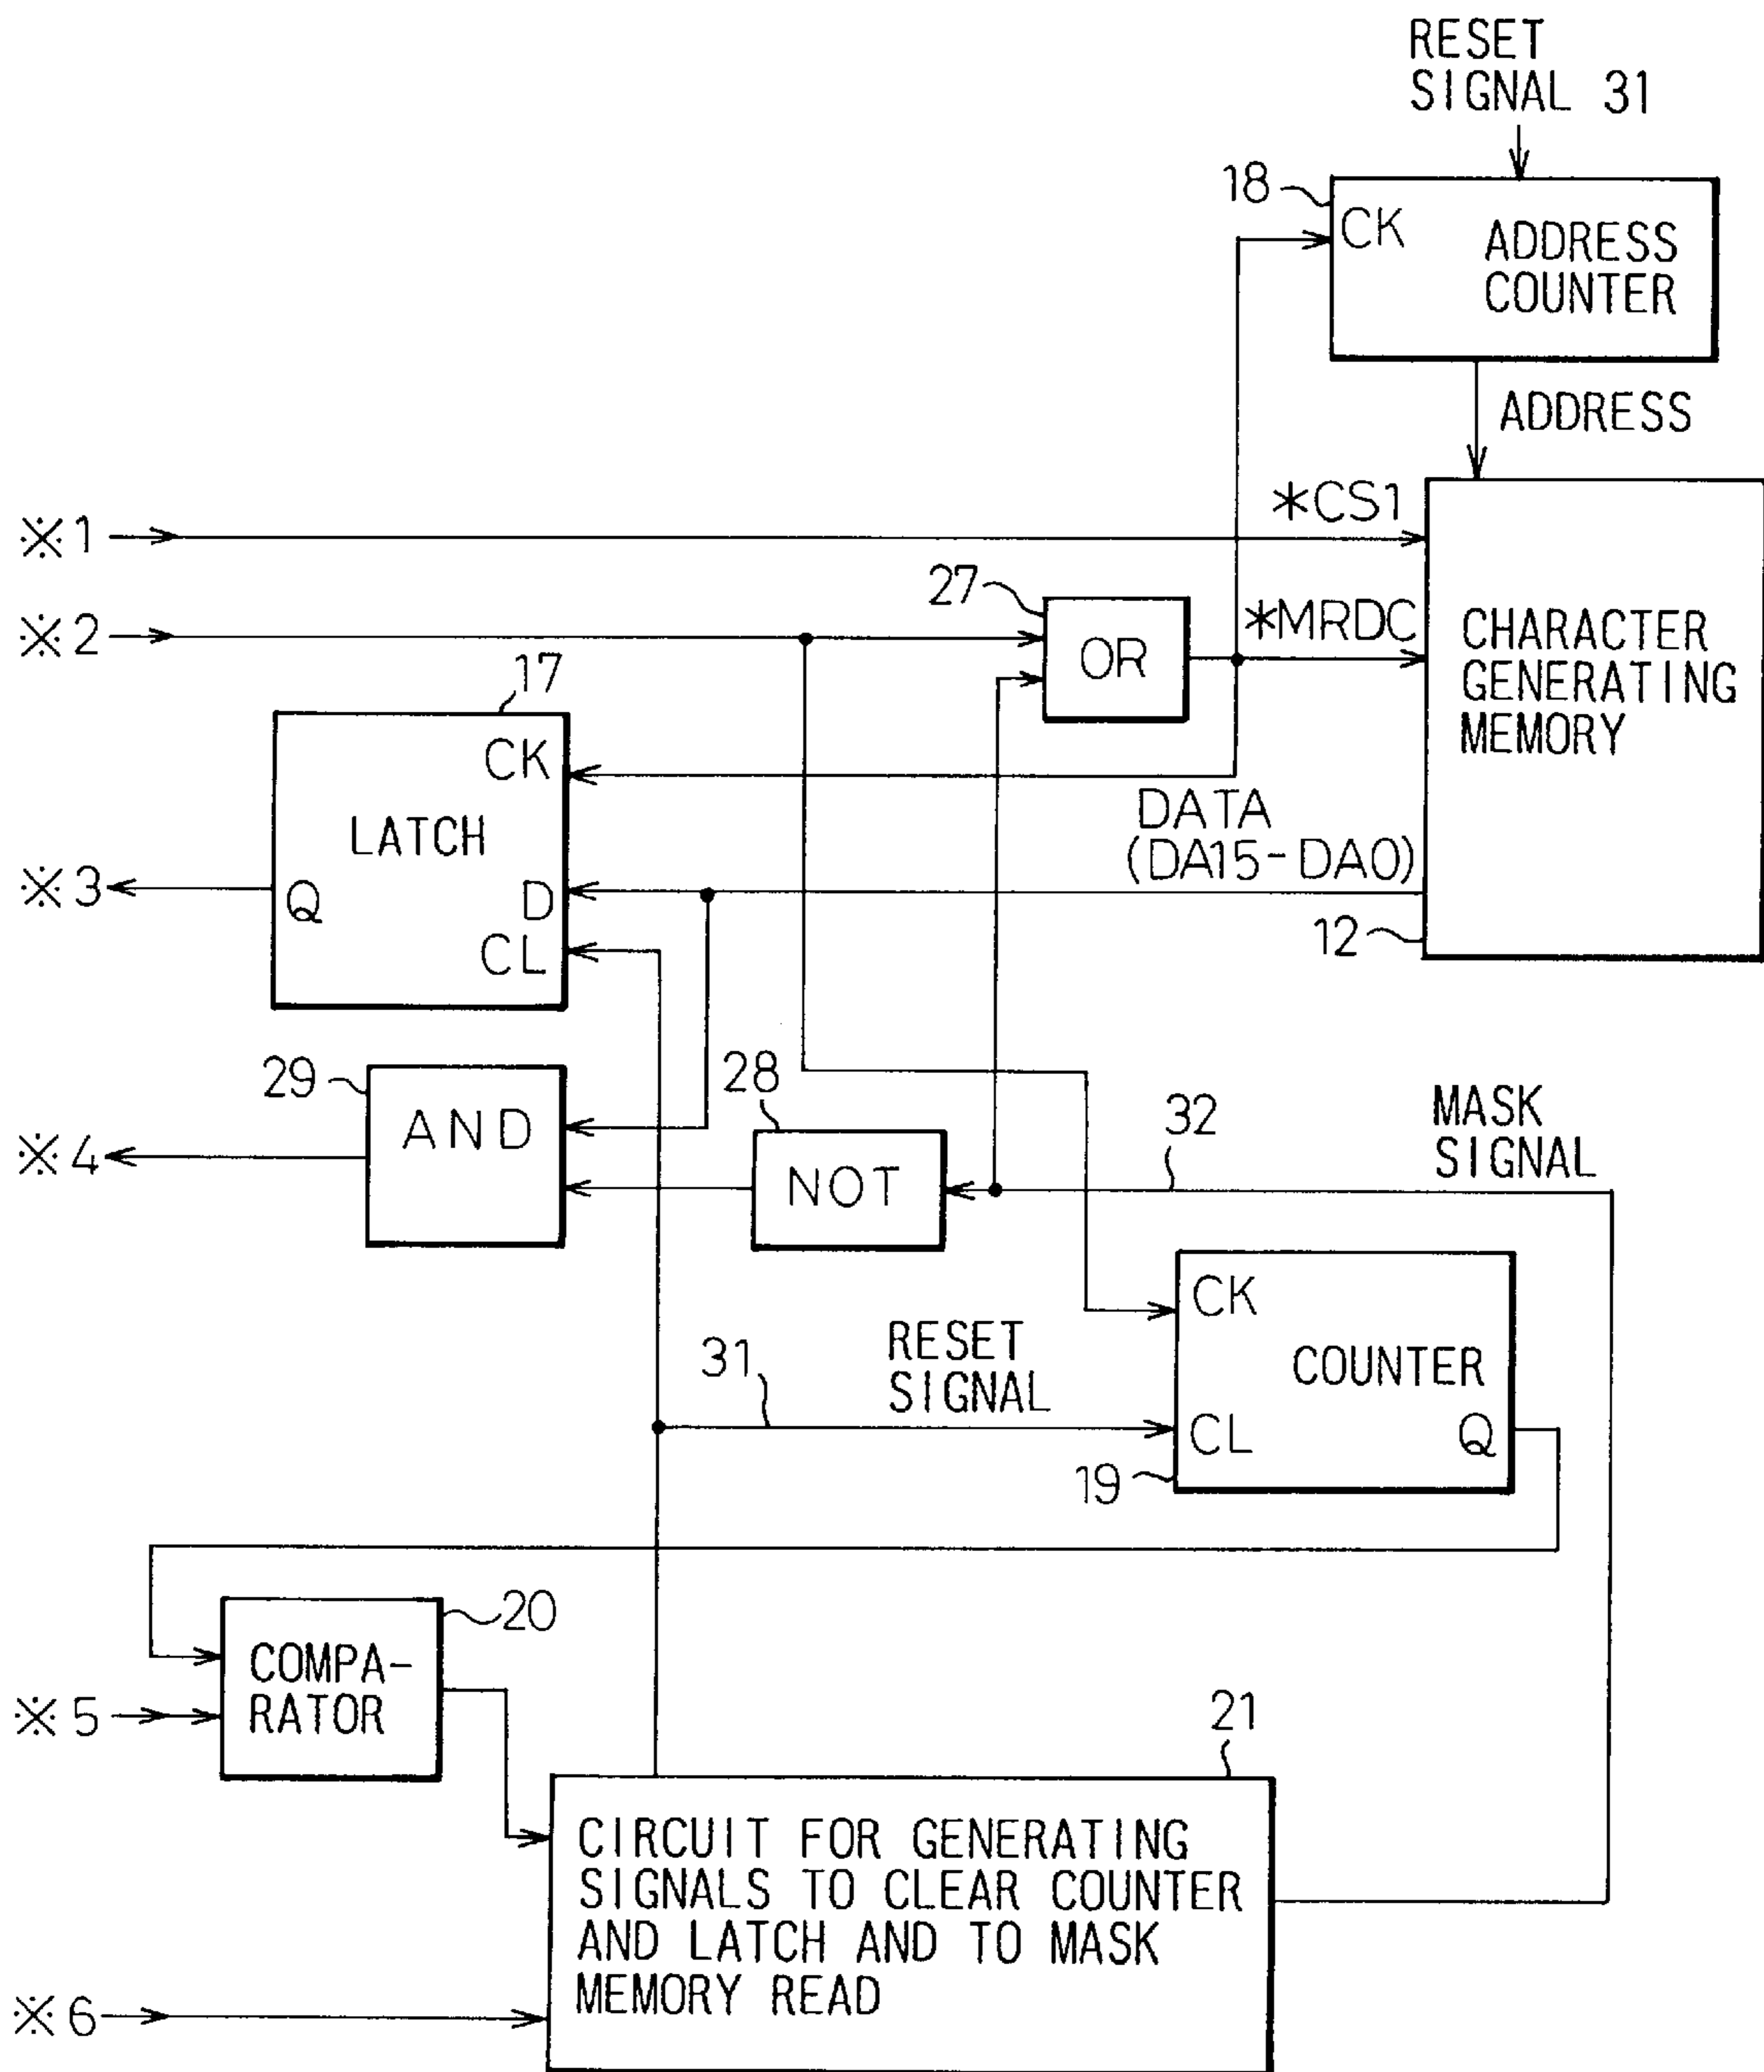 RESET
SIGNAL 31
18
CK
ADDRESS
COUNTER
ADDRESS
※1
*CS1
27
※2
OR
*MRDC
CHARACTER
GENERATING
MEMORY
17
CK
LATCH
DATA
(DA15-DA0)
※3
Q
D
CL
12
29
28
AND
32
MASK
SIGNAL
※4
NOT
CK
RESET
SIGNAL
31
COUNTER
CL
Q
19
20
COMPA-
RATOR
※5
21
CIRCUIT FOR GENERATING
SIGNALS TO CLEAR COUNTER
AND LATCH AND TO MASK
MEMORY READ
※6